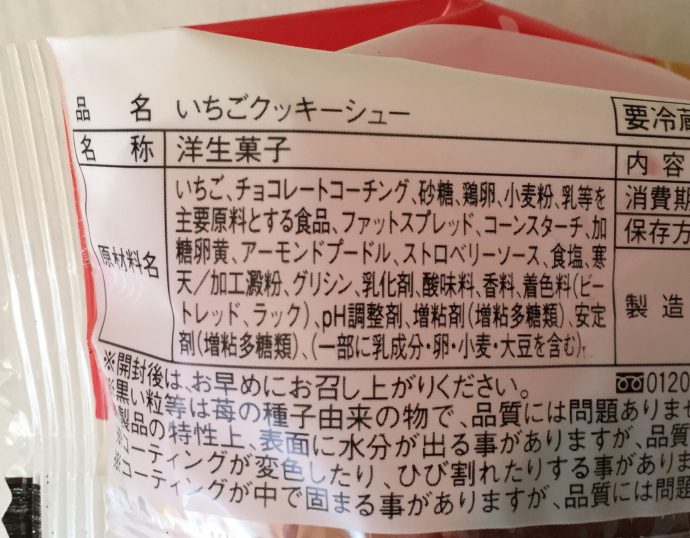 品名 いちごクッキーシュー
要冷蔵
名称 洋生菓子
内容
原材料名
いちご、チョコレートコーチング、砂糖、鶏卵、小麦粉、乳等を
主要原料とする食品、ファットスプレッド、コーンスターチ、加
糖卵黄、アーモンドプードル、ストロベリーソース、食塩、寒
天／加工澱粉、グリシン、乳化剤、酸味料、香料、着色料(ビー
トレッド、ラック)、pH調整剤、増粘剤(増粘多糖類)、安定
剤(増粘多糖類)、(一部に乳成分・卵・小麦・大豆を含む)
消費期
保存方
製造
※開封後は、お早めにお召し上がりください。
0120
※黒い粒等は苺の種子由来の物で、品質には問題ありませ
※製品の特性上、表面に水分が出る事がありますが、品質
※コーティングが変色したり、ひび割れたりする事がありま
※コーティングが中で固まる事がありますが、品質には問題